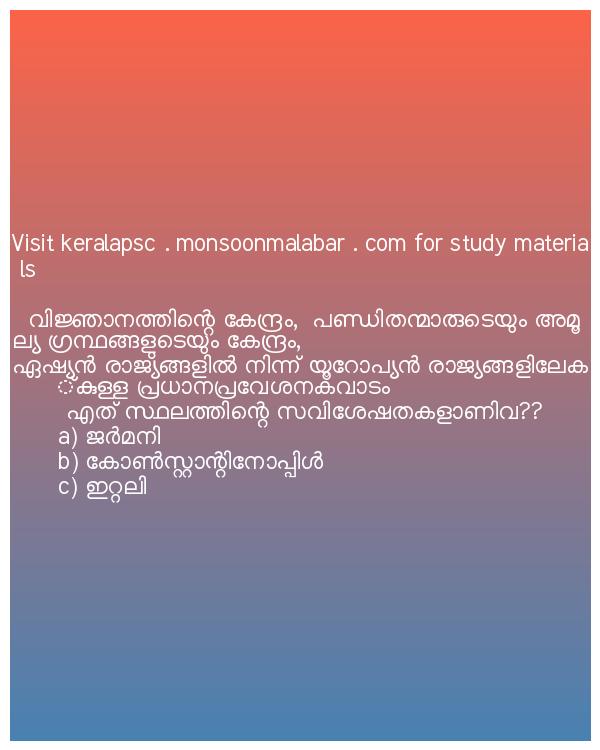 Visit keralapsc . monsoonmalabar . com for study materia
ls
വിജ്ഞാനത്തിന്റെ കേന്ദ്രം, പണ്ഡിതന്മാരുടെയും അമൂ
ല്യ ഗ്രന്ഥങ്ങളുടെയും കേന്ദ്രം,
ഏഷ്യൻ രാജ്യങ്ങളിൽ നിന്ന് യൂറോപ്യൻ രാജ്യങ്ങളിലേക
്കുള്ള പ്രധാനപ്രവേശനകവാടം
എത് സ്ഥലത്തിന്റെ സവിശേഷതകളാണിവ??
a) ജർമനി
b) കോൺസ്റ്റാന്റിനോപ്പിൾ
c) ഇറ്റലി